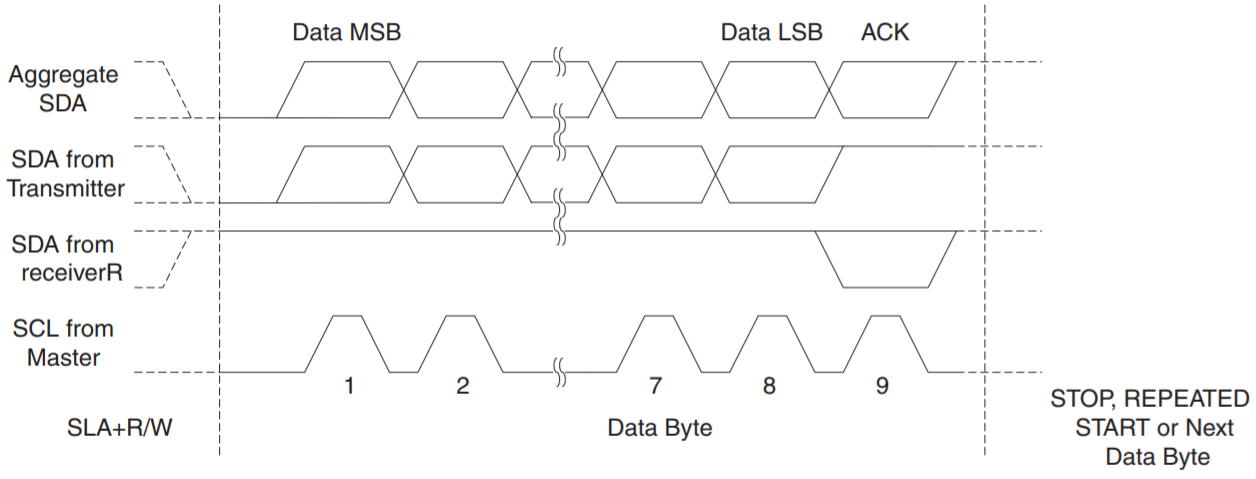 Data MSB
Data LSB
ACK
Aggregate
SDA
SDA from
Transmitter
SDA from
receiverR
SCL from
Master
1
2
7
8
9
SLA+R/W
Data Byte
STOP, REPEATED
START or Next
Data Byte